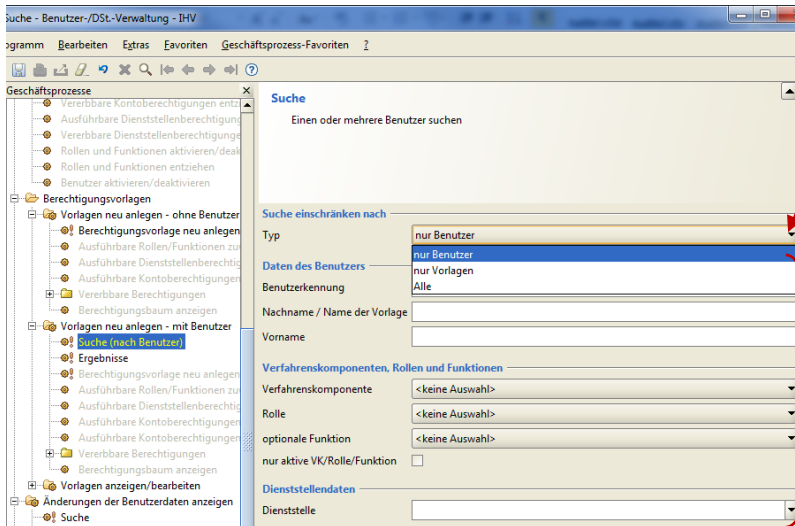 Suche - Benutzer-/DSt.-Verwaltung - IHV
ogramm Bearbeiten Extras Favoriten Geschäftsprozess-Favoriten ?
Geschäftsprozesse
Vererbbare Kontoberechtigungen entz
Ausführbare Dienststellenberechtigung
Vererbbare Dienststellenberechtigunge
Rollen und Funktionen aktivieren/deak
Rollen und Funktionen entziehen
Benutzer aktivieren/deaktivieren
Berechtigungsvorlagen
Vorlagen neu anlegen - ohne Benutzer
Berechtigungsvorlage neu anlegen
Ausführbare Rollen/Funktionen zu
Ausführbare Dienststellenberechtig
Ausführbare Kontoberechtigungen
Vererbbare Berechtigungen
Berechtigungsbaum anzeigen
Vorlagen neu anlegen - mit Benutzer
Suche (nach Benutzer)
Ergebnisse
Berechtigungsvorlage neu anlegen
Ausführbare Rollen/Funktionen zu
Ausführbare Dienststellenberechtig
Ausführbare Kontoberechtigungen
Ausführbare Kontoberechtigungen
Vererbbare Berechtigungen
Berechtigungsbaum anzeigen
Vorlagen anzeigen/bearbeiten
Änderungen der Benutzerdaten anzeigen
Suche
Suche
Einen oder mehrere Benutzer suchen
Suche einschränken nach
Typ nur Benutzer
nur Benutzer
nur Vorlagen
Alle
Daten des Benutzers
Benutzerkennung
Nachname / Name der Vorlage
Vorname
Verfahrenskomponenten, Rollen und Funktionen
Verfahrenskomponente <keine Auswahl>
Rolle <keine Auswahl>
optionale Funktion <keine Auswahl>
nur aktive VK/Rolle/Funktion
Dienststellendaten
Dienststelle